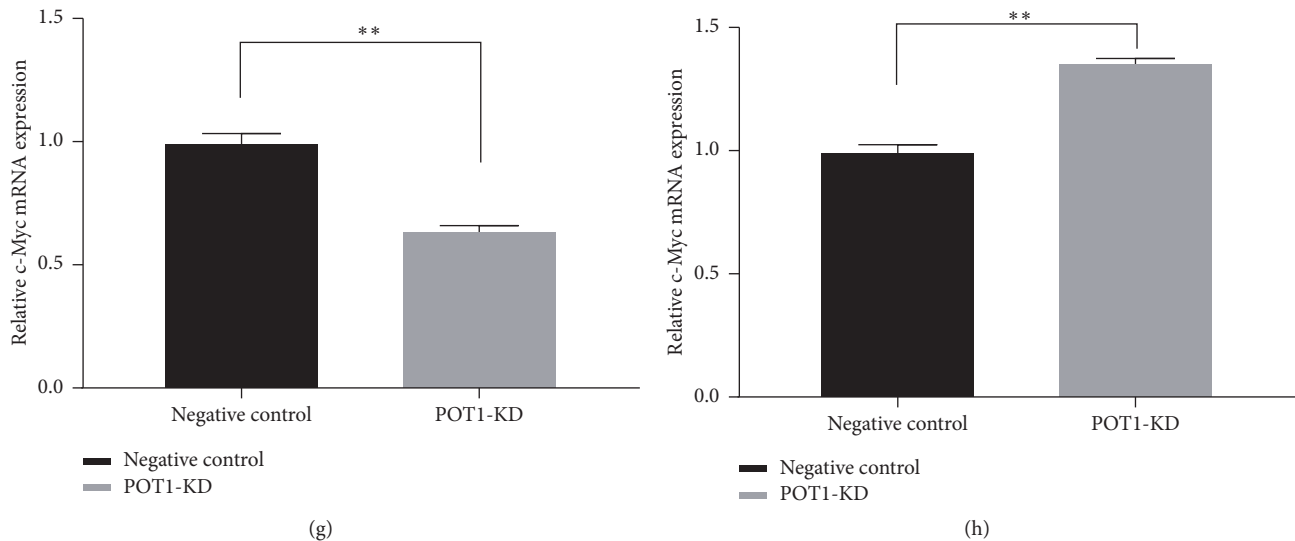 1.5
**
1.0
0.5
0.0
Relative c-Myc mRNA expression
Negative control
POT1-KD
Negative control
POT1-KD
(g)
1.5
**
1.0
0.5
0.0
Relative c-Myc mRNA expression
Negative control
POT1-KD
Negative control
POT1-KD
(h)